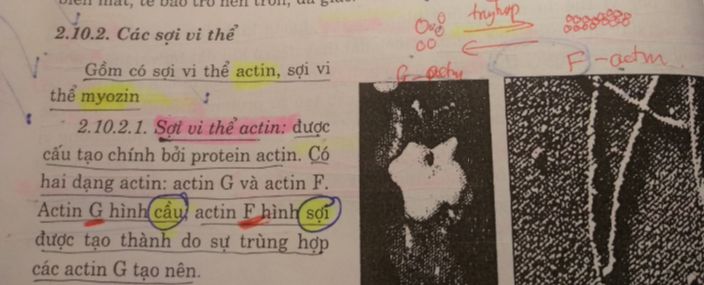 biến mất, tế bào trở nên tròn, đa giác.
2.10.2. Các sợi vi thể
Gồm có sợi vi thể actin, sợi vi
thể myozin
2.10.2.1. Sợi vi thể actin: được
cấu tạo chính bởi protein actin. Có
hai dạng actin: actin G và actin F.
Actin G hình cầu, actin F hình sợi
được tạo thành do sự trùng hợp
các actin G tạo nên.
trùng hợp
G-actin
F-actin